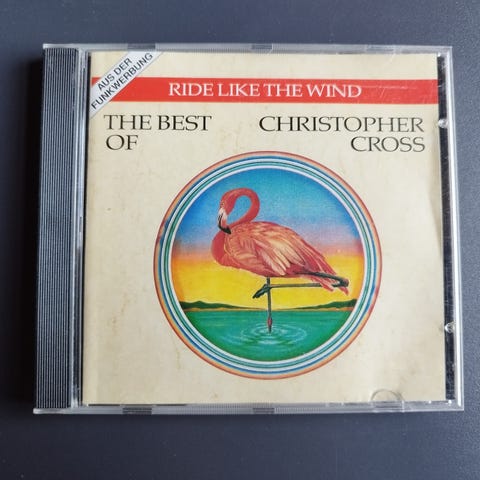 AUS DER
FUNKWERBUNG
RIDE LIKE THE WIND
THE BEST
OF
CHRISTOPHER
CROSS